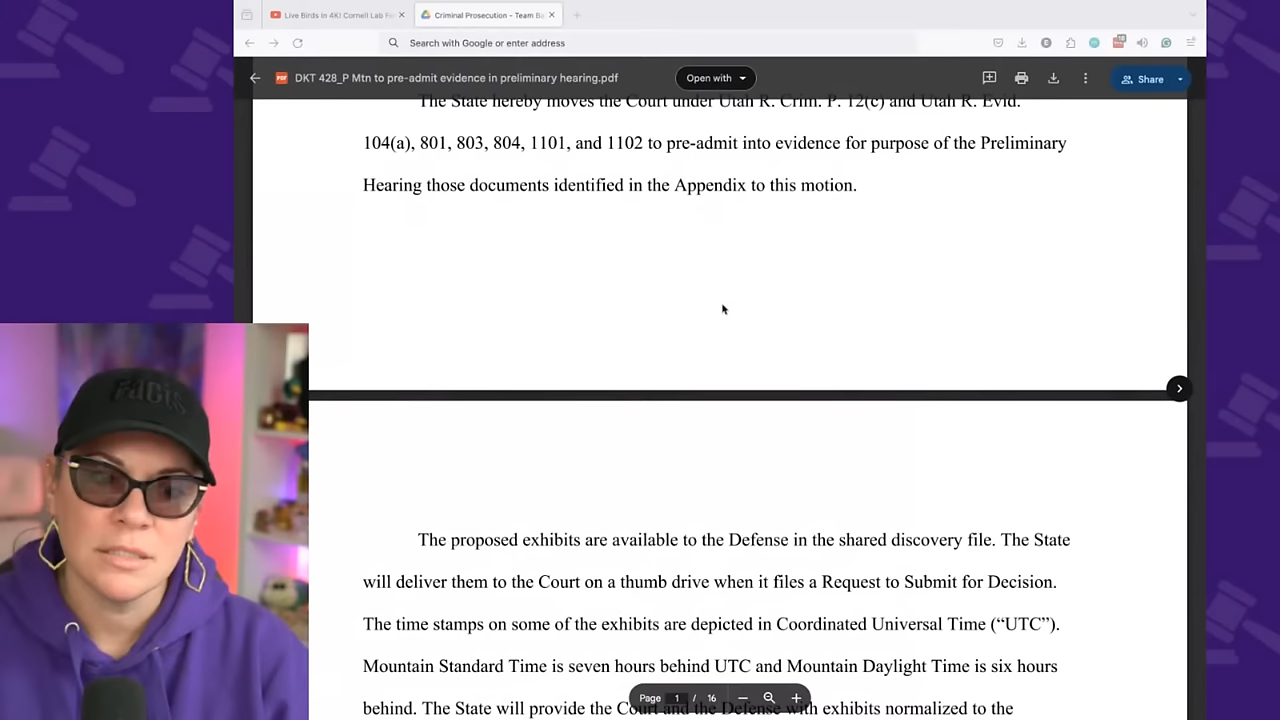 Live Birds In 4K! Cornell Lab Fe
Criminal Prosecution - Team Ba
Search with Google or enter address
DKT 428_P Mtn to pre-admit evidence in preliminary hearing.pdf
Open with
Share
The State hereby moves the Court under Utah R. Crim. P. 12(c) and Utah R. Evid.
104(a), 801, 803, 804, 1101, and 1102 to pre-admit into evidence for purpose of the Preliminary
Hearing those documents identified in the Appendix to this motion.
The proposed exhibits are available to the Defense in the shared discovery file. The State
will deliver them to the Court on a thumb drive when it files a Request to Submit for Decision.
The time stamps on some of the exhibits are depicted in Coordinated Universal Time (“UTC”).
Mountain Standard Time is seven hours behind UTC and Mountain Daylight Time is six hours
behind. The State will provide the Court and the Defense with exhibits normalized to the
Page 1 / 16
Facts